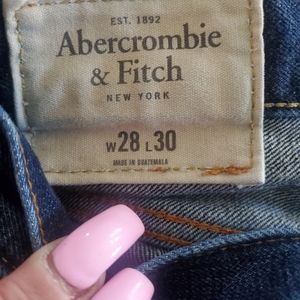 EST. 1892
Abercrombie
& Fitch
NEW YORK
W28 L30
MADE IN GUATEMALA